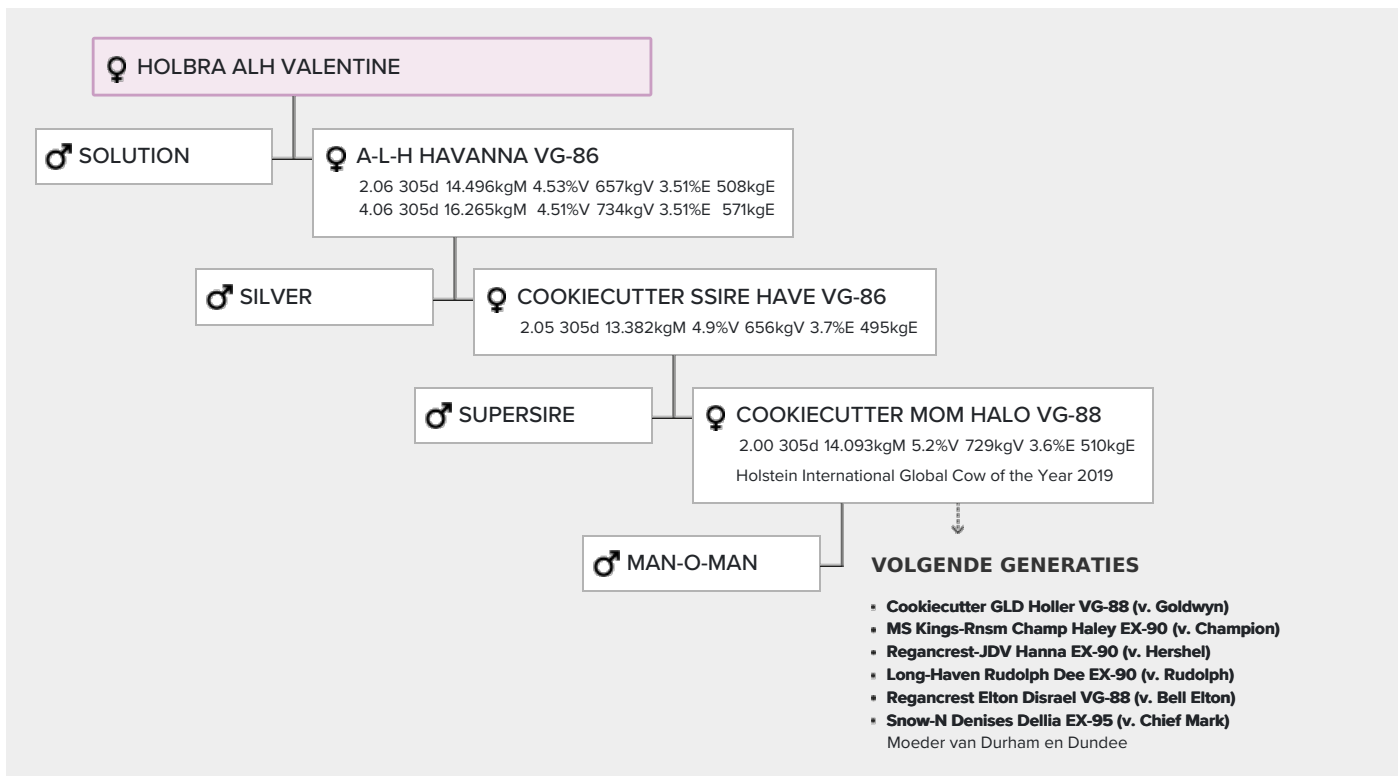 HOLBRA ALH VALENTINE
SOLUTION
A-L-H HAVANNA VG-86
2.06 305d 14.496kgM 4.53%V 657kgV 3.51%E 508kgE
4.06 305d 16.265kgM 4.51%V 734kgV 3.51%E 571kgE
SILVER
COOKIECUTTER SSIRE HAVE VG-86
2.05 305d 13.382kgM 4.9%V 656kgV 3.7%E 495kgE
SUPERSIRE
COOKIECUTTER MOM HALO VG-88
2.00 305d 14.093kgM 5.2%V 729kgV 3.6%E 510kgE
Holstein International Global Cow of the Year 2019
MAN-O-MAN
VOLGENDE GENERATIES
Cookiecutter GLD Holler VG-88 (v. Goldwyn)
MS Kings-Rnsm Champ Haley EX-90 (v. Champion)
Regancrest-JDV Hanna EX-90 (v. Hershel)
Long-Haven Rudolph Dee EX-90 (v. Rudolph)
Regancrest Elton Disrael VG-88 (v. Bell Elton)
Snow-N Denises Dellia EX-95 (v. Chief Mark)
Moeder van Durham en Dundee